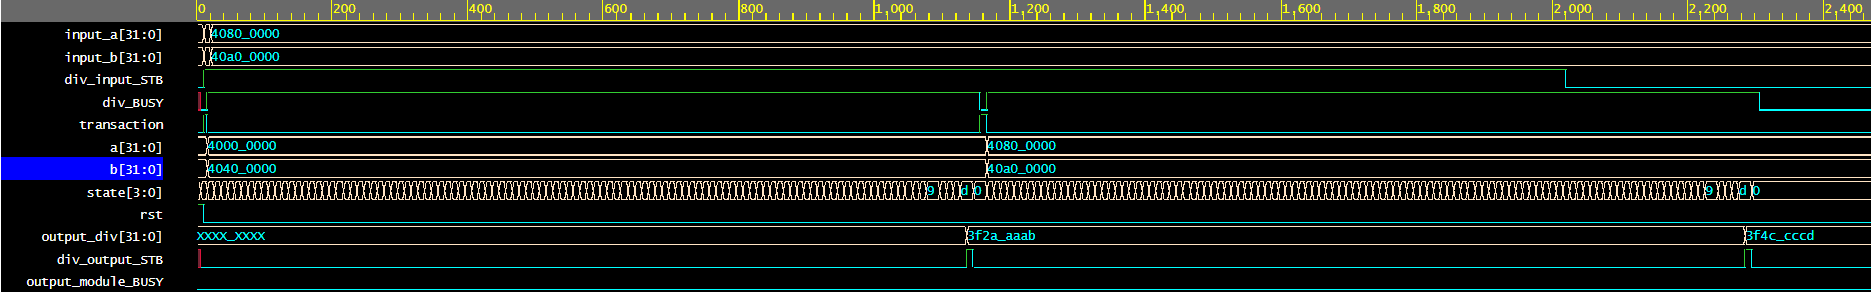 0 200 400 600 800 1,000 1,200 1,400 1,600 1,800 2,000 2,200 2,400
input_a[31:0] 4080_0000
input_b[31:0] 40a0_0000
div_input_STB
div_BUSY
transaction
a[31:0] 4000_0000 4080_0000
b[31:0] 4040_0000 40a0_0000
state[3:0] 9 d 0 9 d 0
rst
output_div[31:0] XXXX_XXXX 3f2a_aaab 3f4c_cccd
div_output_STB
output_module_BUSY